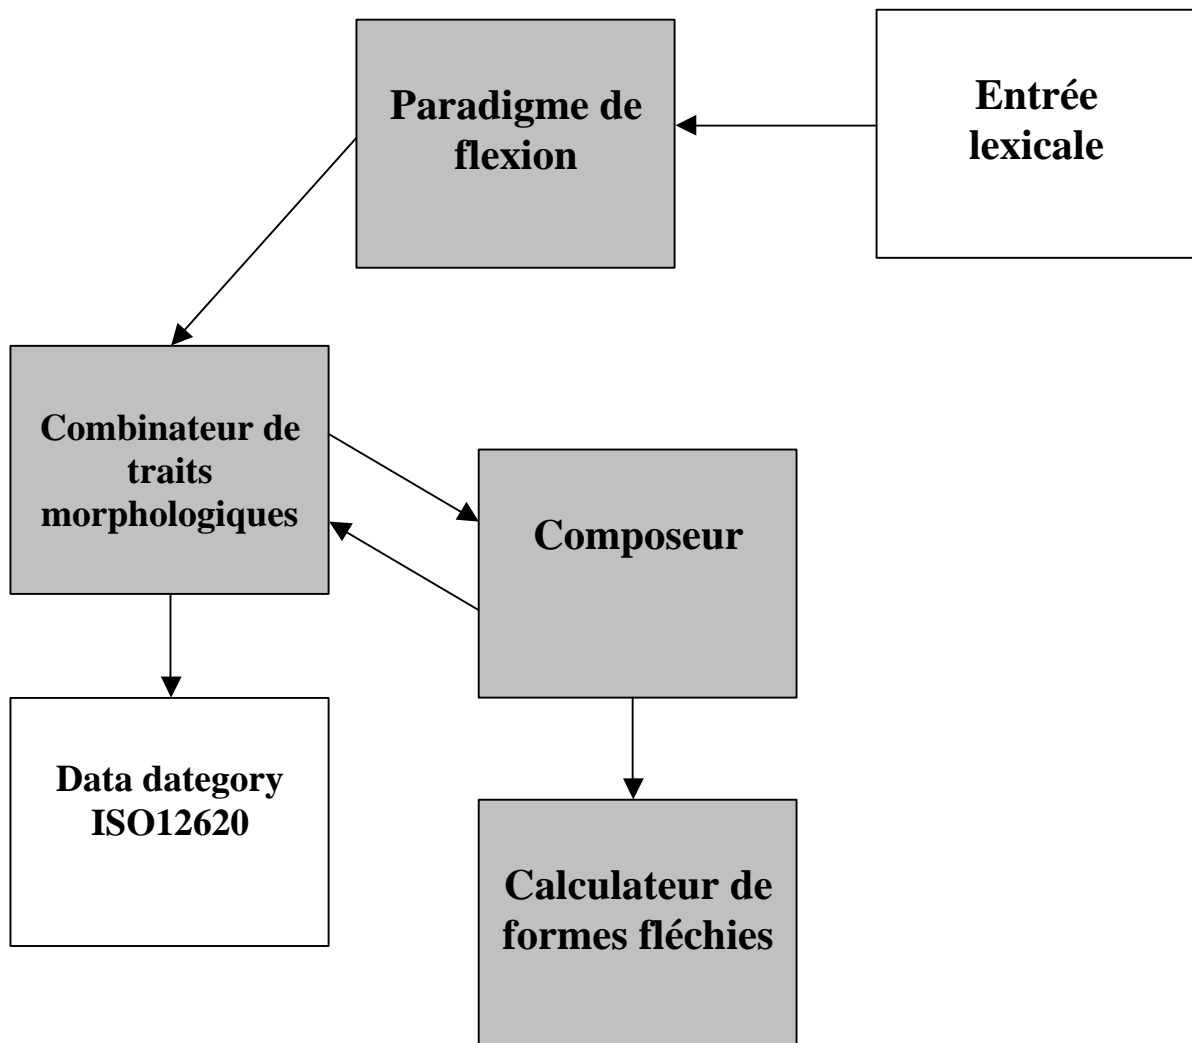 Paradigme de
flexion
Entrée
lexicale
Combinateur de
traits
morphologiques
Composeur
Data dategory
ISO12620
Calculateur de
formes fléchies